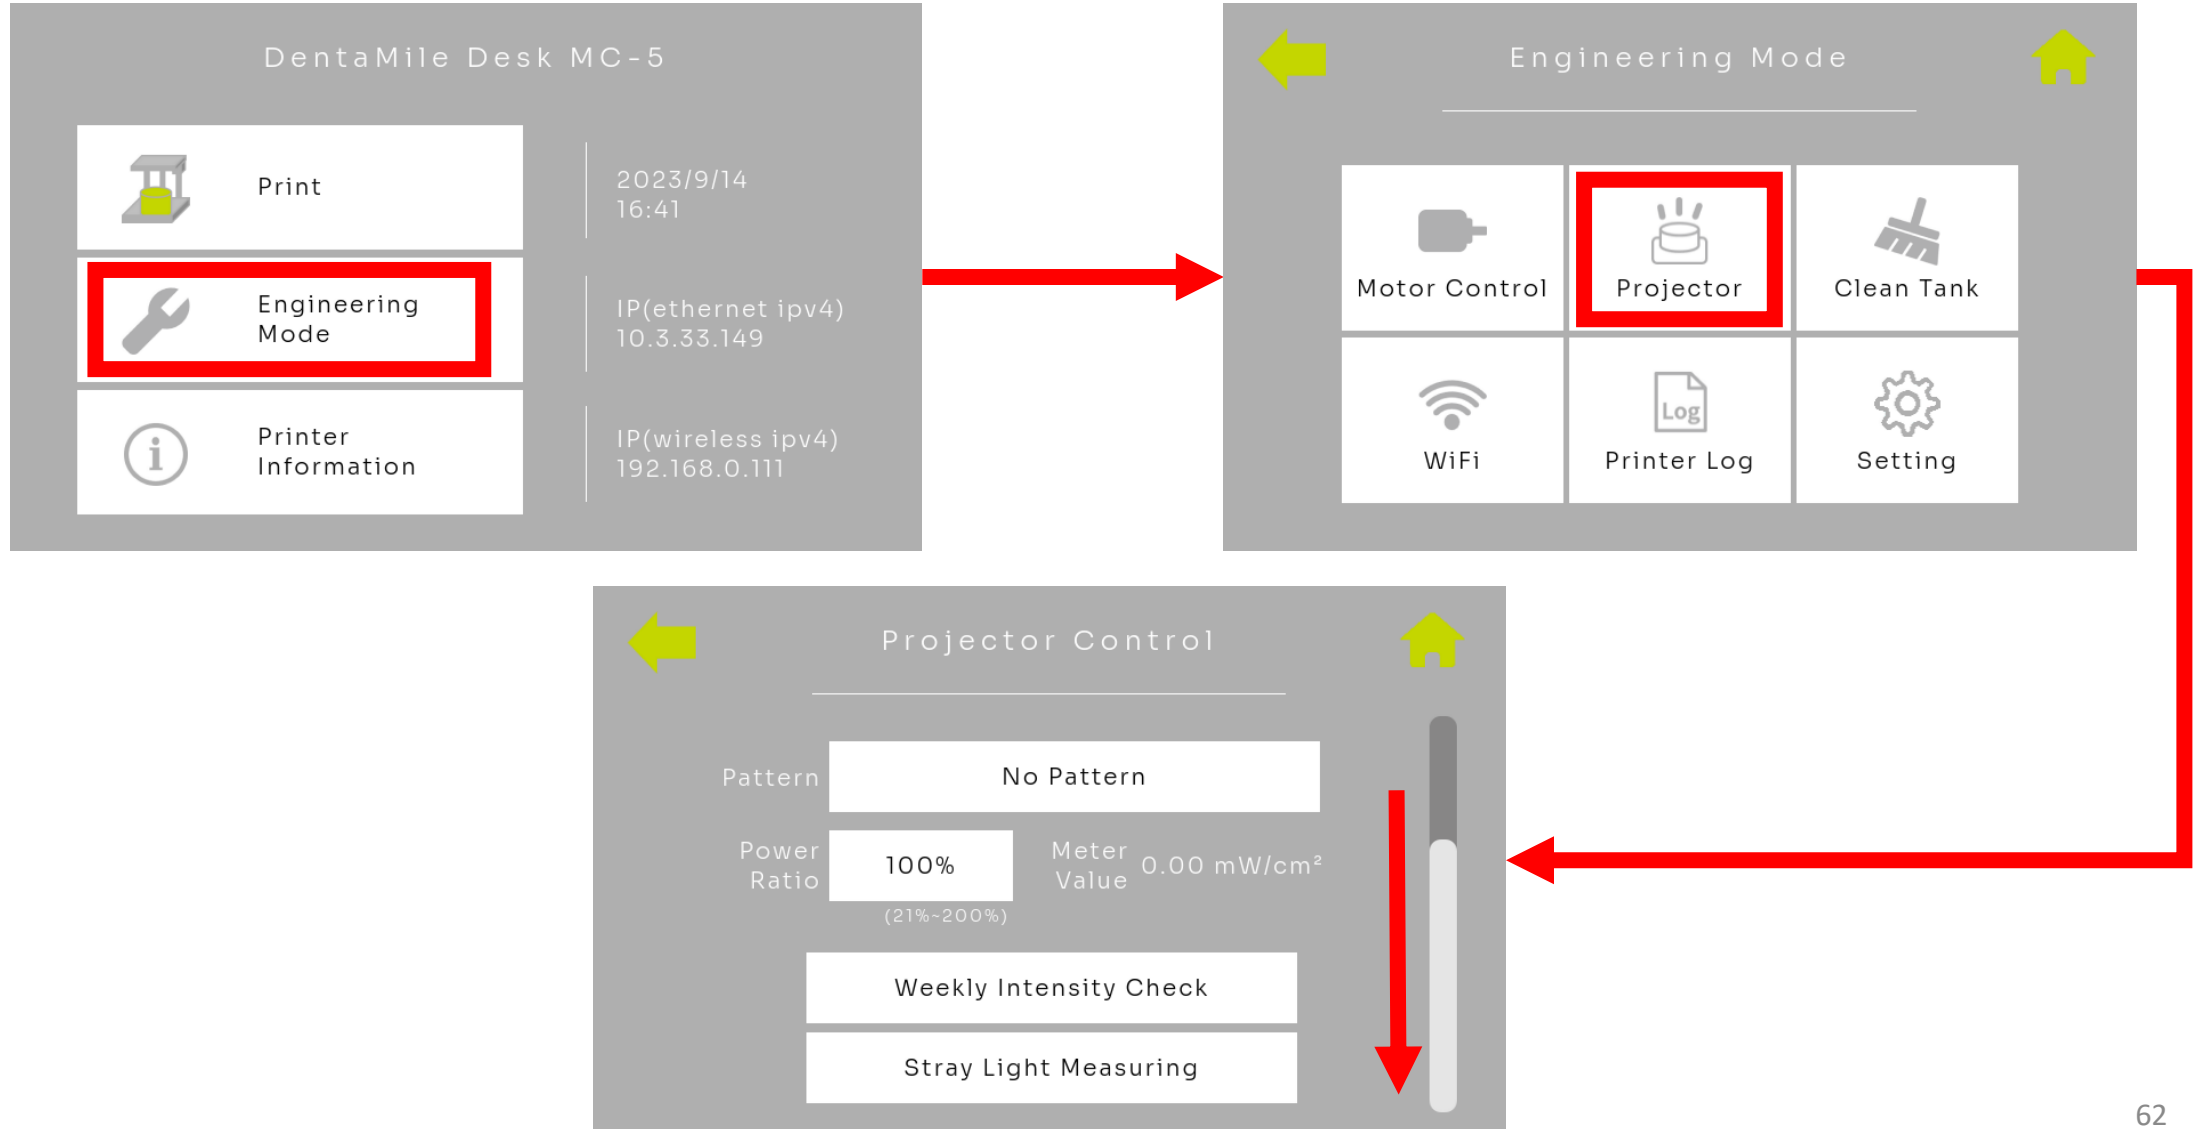 DentaMile Desk MC-5
Print
2023/9/14
16:41
Engineering
Mode
IP(ethernet ipv4)
10.3.33.149
Printer
Information
IP(wireless ipv4)
192.168.0.111
Engineering Mode
Motor Control
Projector
Clean Tank
WiFi
Log
Printer Log
Setting
Projector Control
Pattern
No Pattern
Power
Ratio
100%
(21%~200%)
Meter
Value
0.00 mW/cm²
Weekly Intensity Check
Stray Light Measuring
62